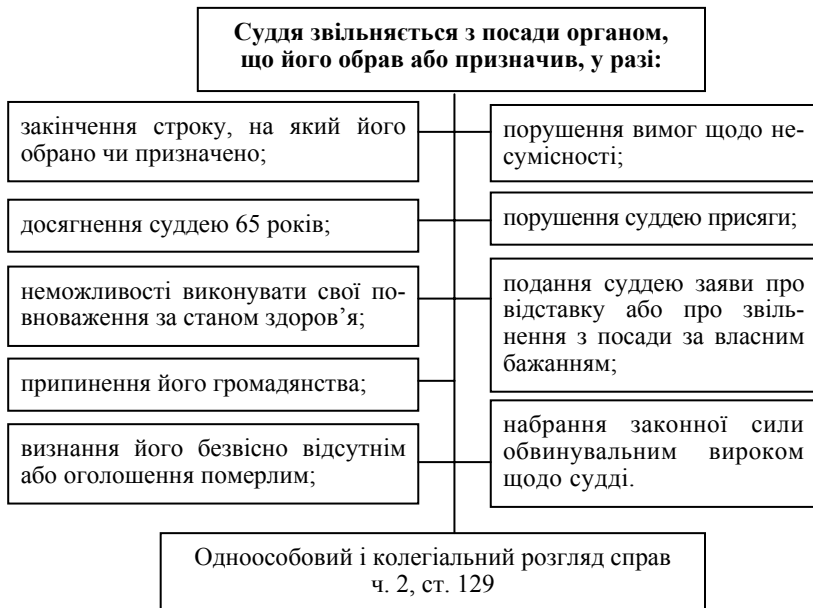 Суддя звільняється з посади органом,
що його обрав або призначив, у разі:
закінчення строку, на який його
обрано чи призначено;
досягнення суддею 65 років;
неможливості виконувати свої по-
вноваження за станом здоров’я;
припинення його громадянства;
визнання його безвісно відсутнім
або оголошення померлим;
порушення вимог щодо не-
сумісності;
порушення суддею присяги;
подання суддею заяви про
відставку або про звіль-
нення з посади за власним
бажанням;
набрання законної сили
обвинувальним вироком
щодо судді.
Одноособовий і колегіальний розгляд справ
ч. 2, ст. 129